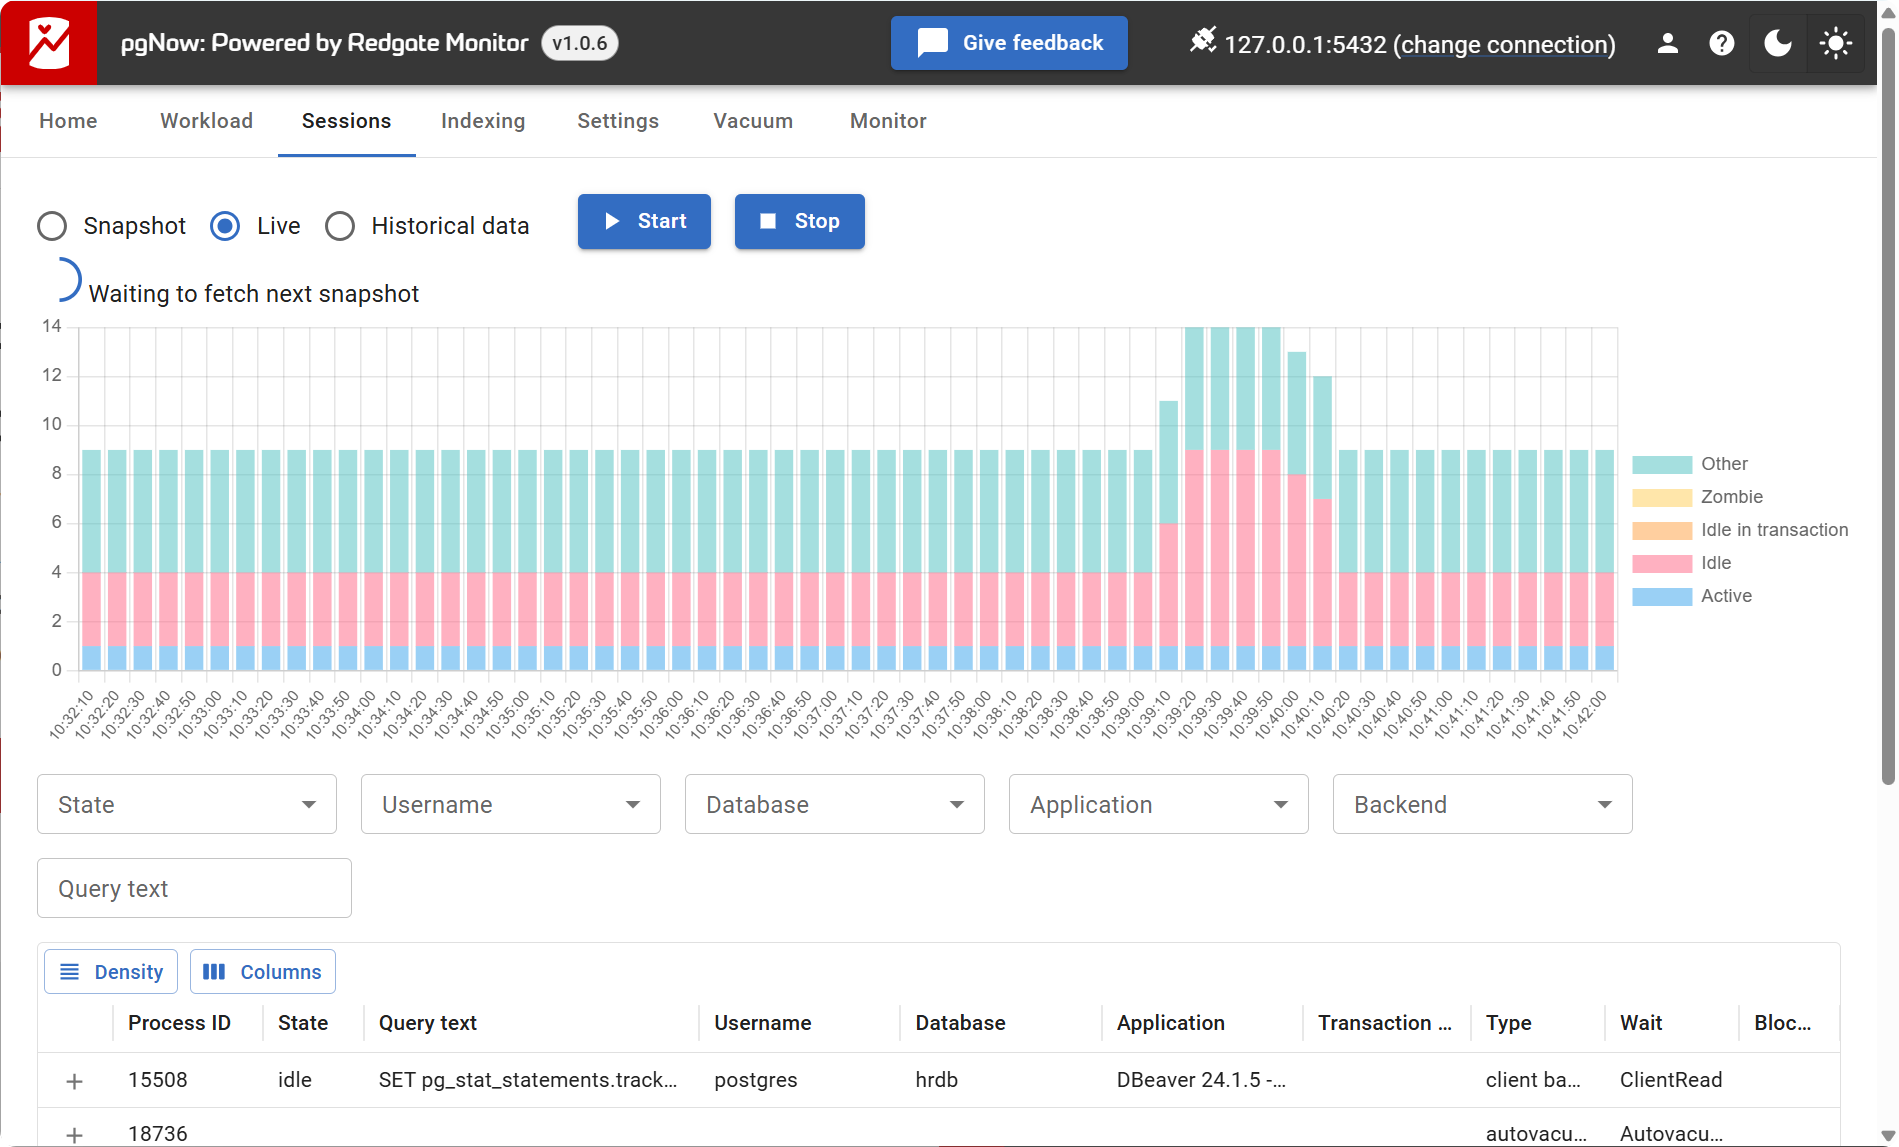 pgNow: Powered by Redgate Monitor v1.0.6 Give feedback 127.0.0.1:5432 (change connection)
Home Workload Sessions Indexing Settings Vacuum Monitor
Snapshot Live Historical data Start Stop
Waiting to fetch next snapshot
14
12
10
8
6
4
2
0
Other
Zombie
Idle in transaction
Idle
Active
10:32:10 10:32:20 10:32:30 10:32:40 10:32:50 10:33:00 10:33:10 10:33:20 10:33:30 10:33:40 10:33:50 10:34:00 10:34:10 10:34:20 10:34:30 10:34:40 10:34:50 10:35:00 10:35:10 10:35:20 10:35:30 10:35:40 10:35:50 10:36:00 10:36:10 10:36:20 10:36:30 10:36:40 10:36:50 10:37:00 10:37:10 10:37:20 10:37:30 10:37:40 10:37:50 10:38:00 10:38:10 10:38:20 10:38:30 10:38:40 10:38:50 10:39:00 10:39:10 10:39:20 10:39:30 10:39:40 10:39:50 10:40:00 10:40:10 10:40:20 10:40:30 10:40:40 10:40:50 10:41:00 10:41:10 10:41:20 10:41:30 10:41:40 10:41:50 10:42:00
State Username Database Application Backend
Query text
Density Columns
Process ID State Query text Username Database Application Transaction ... Type Wait Bloc...
15508 idle SET pg_stat_statements.track... postgres hrdb DBeaver 24.1.5 -... client ba... ClientRead
18736 autovacu... Autovacu...